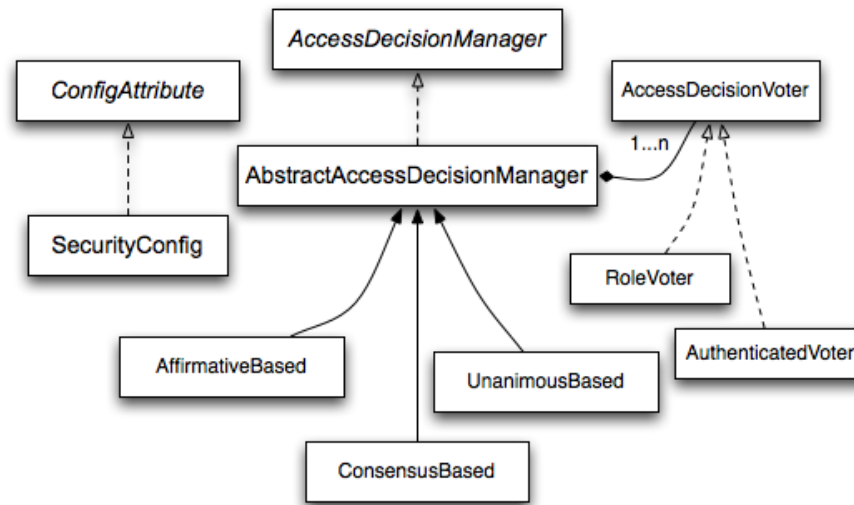 AccessDecisionManager
ConfigAttribute
AccessDecisionVoter
1...n
AbstractAccessDecisionManager
SecurityConfig
RoleVoter
AffirmativeBased
UnanimousBased
AuthenticatedVoter
ConsensusBased